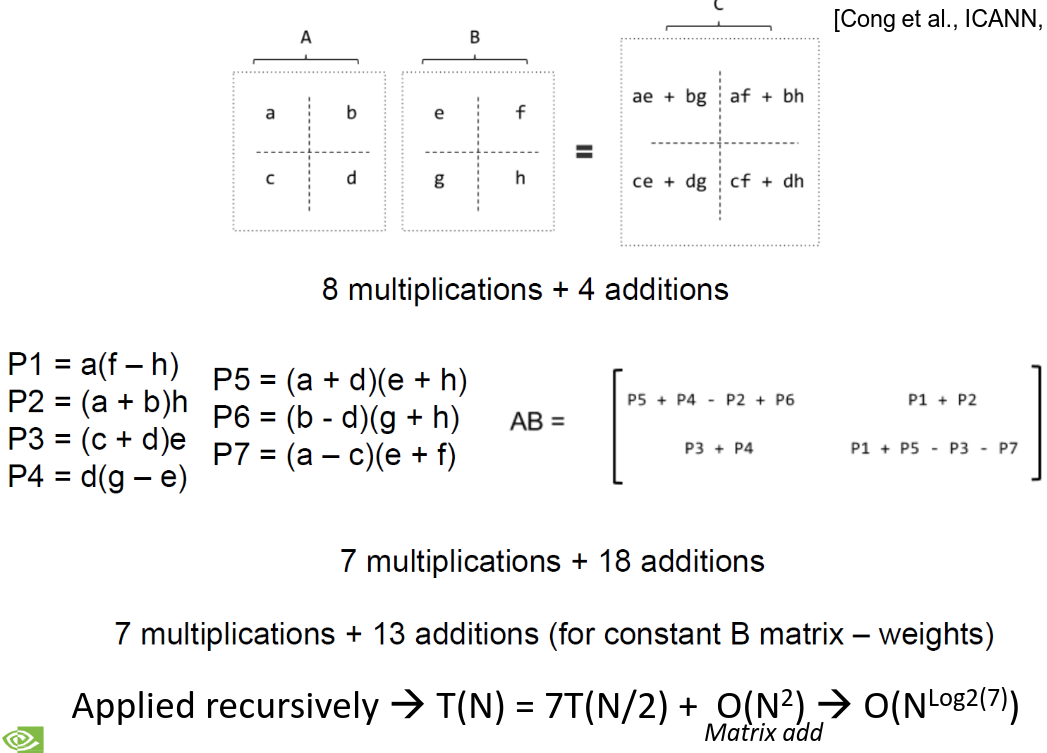 [Cong et al., ICANN,
A B C
a b e f ae + bg af + bh
=
c d g h ce + dg cf + dh
8 multiplications + 4 additions
P1 = a(f – h)
P2 = (a + b)h
P3 = (c + d)e
P4 = d(g – e)
P5 = (a + d)(e + h)
P6 = (b - d)(g + h)
P7 = (a – c)(e + f)
AB =
P5 + P4 - P2 + P6 P1 + P2
P3 + P4 P1 + P5 - P3 - P7
7 multiplications + 18 additions
7 multiplications + 13 additions (for constant B matrix – weights)
Applied recursively → T(N) = 7T(N/2) + O(N²) → O(N^Log2(7))
Matrix add